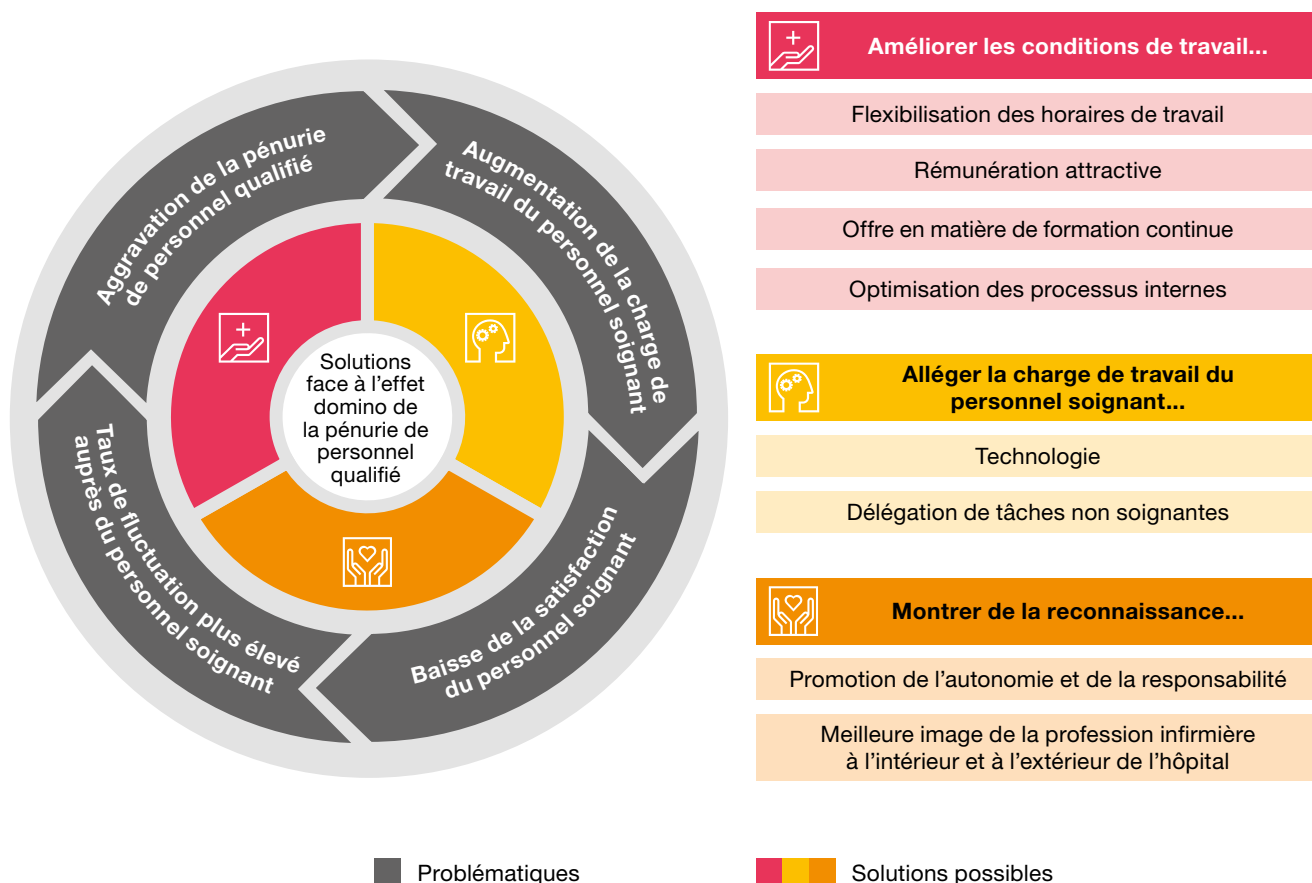 Aggravation de la pénurie
de personnel qualifié
Augmentation de la charge de
travail du personnel soignant
Baisse de la satisfaction
du personnel soignant
Taux de fluctuation plus élevé
auprès du personnel soignant
Solutions
face à l’effet
domino de
la pénurie de
personnel
qualifié
Améliorer les conditions de travail...
Flexibilisation des horaires de travail
Rémunération attractive
Offre en matière de formation continue
Optimisation des processus internes
Alléger la charge de travail du
personnel soignant...
Technologie
Délégation de tâches non soignantes
Montrer de la reconnaissance...
Promotion de l’autonomie et de la responsabilité
Meilleure image de la profession infirmière
à l’intérieur et à l’extérieur de l’hôpital
Problématiques
Solutions possibles